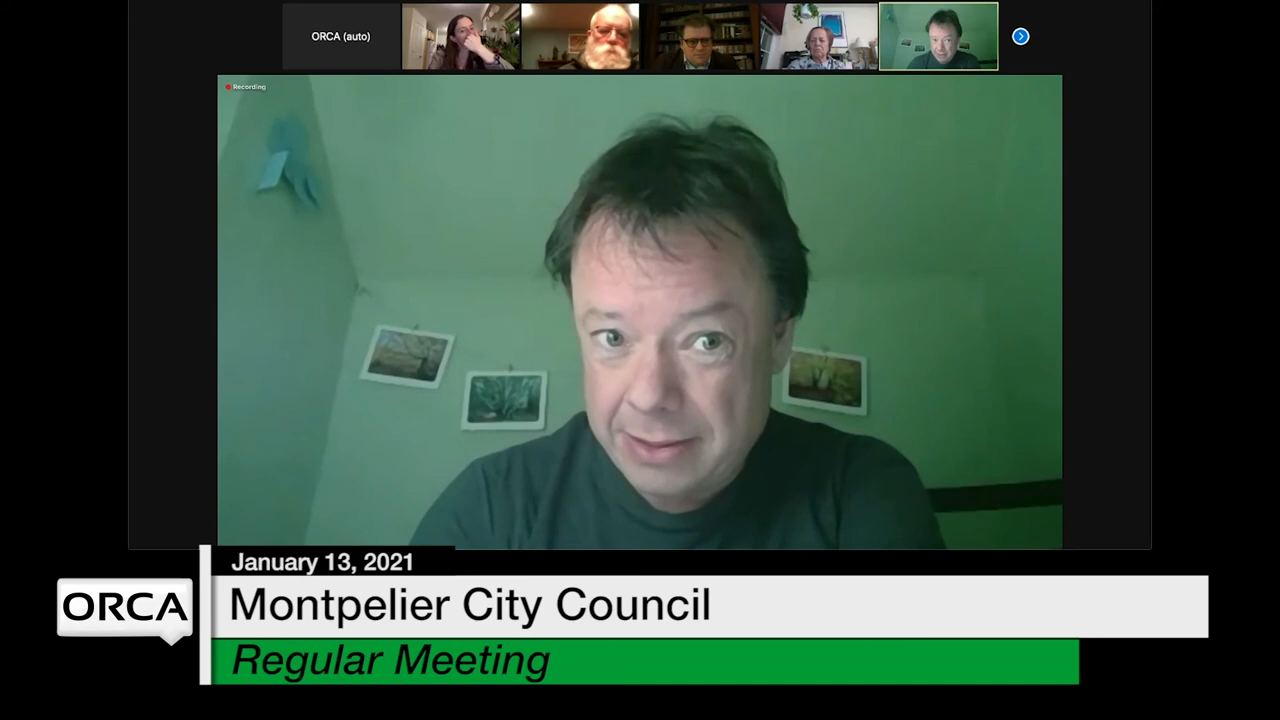 ORCA (auto)
Recording
January 13, 2021
ORCA
Montpelier City Council
Regular Meeting